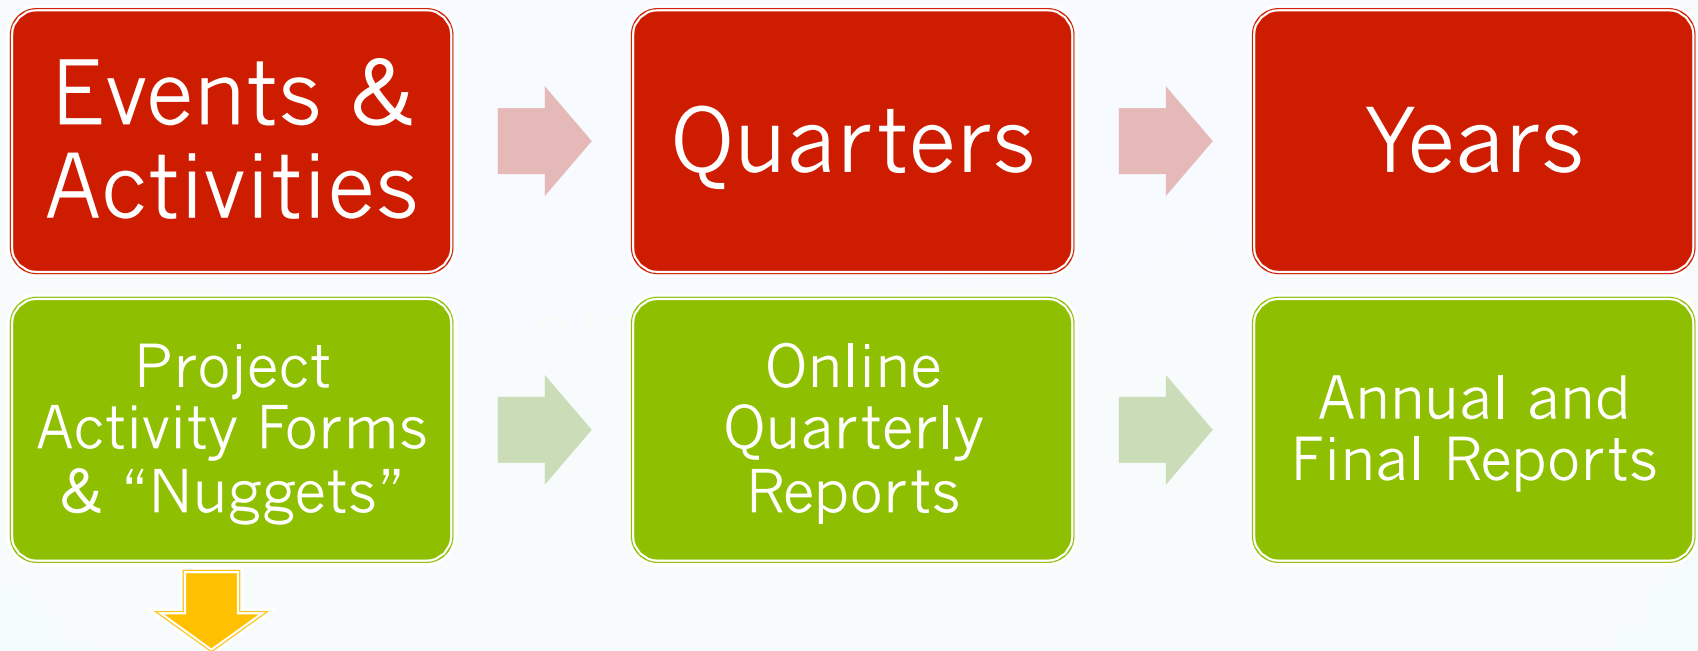 Events &
Activities
Quarters
Years
Project
Activity Forms
& “Nuggets”
Online
Quarterly
Reports
Annual and
Final Reports